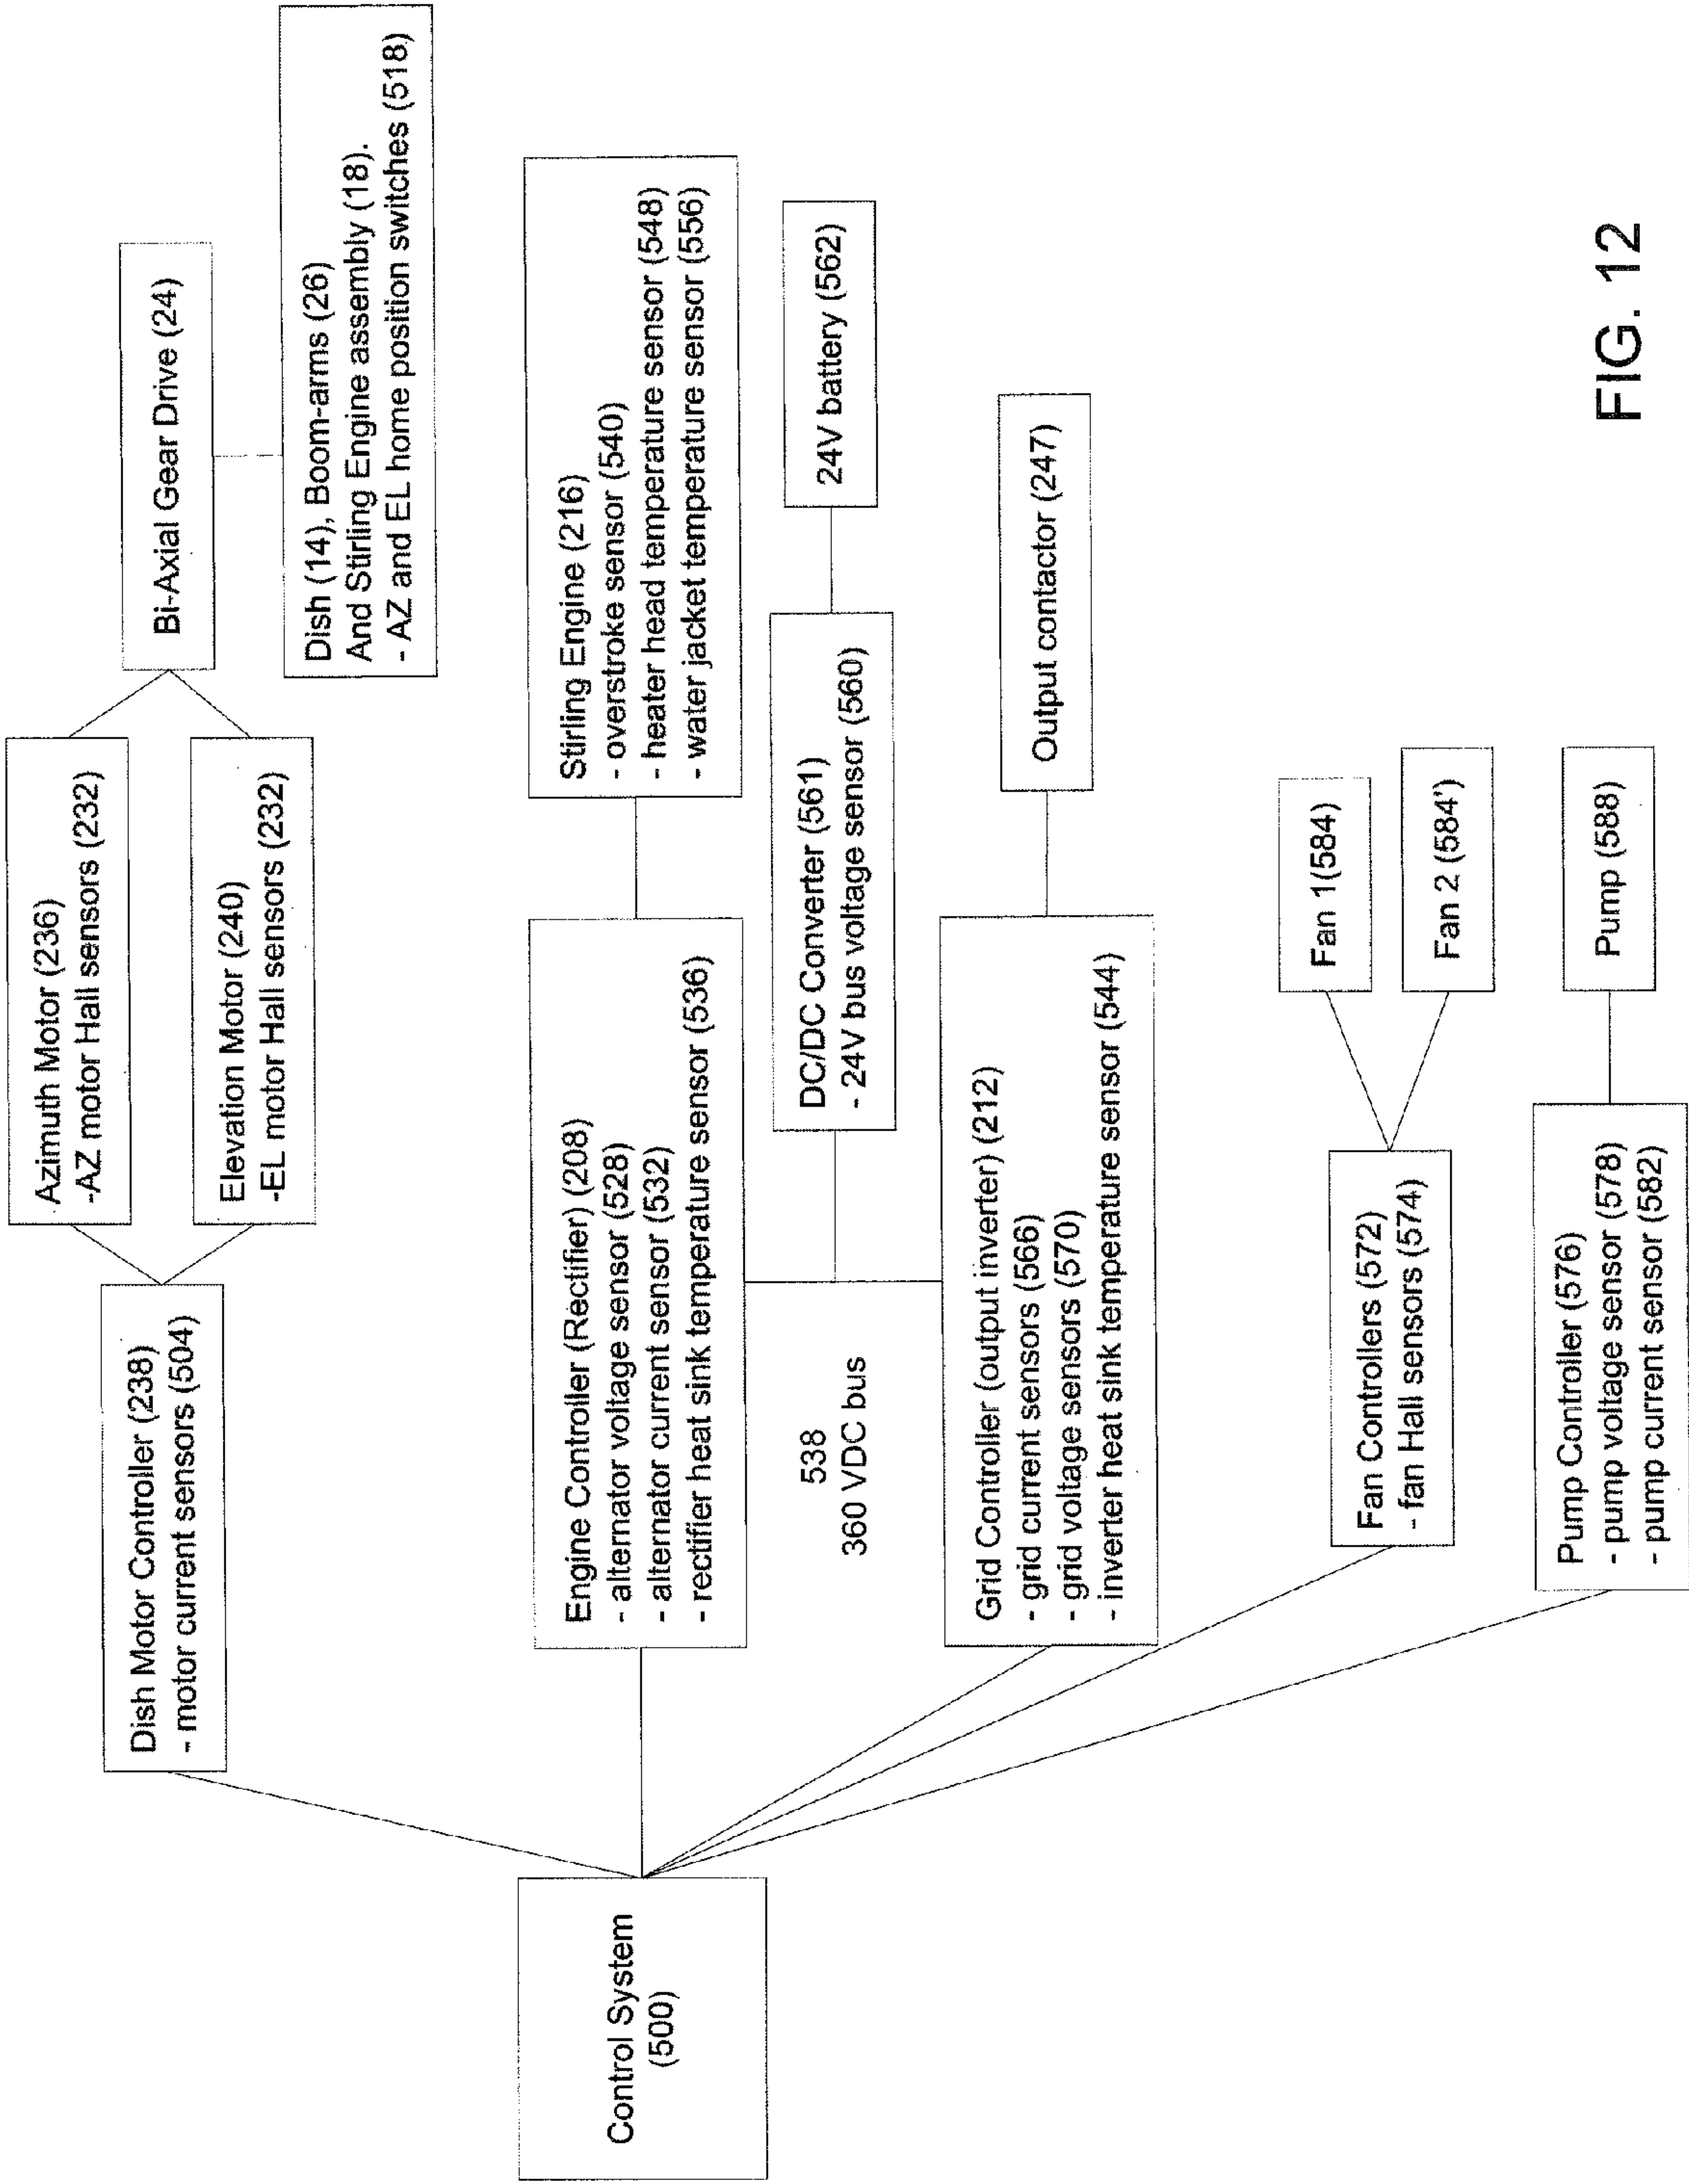 Control System
(500)
Dish Motor Controller (238)
- motor current sensors (504)
Azimuth Motor (236)
-AZ motor Hall sensors (232)
Elevation Motor (240)
-EL motor Hall sensors (232)
Bi-Axial Gear Drive (24)
Dish (14), Boom-arms (26)
And Stirling Engine assembly (18).
- AZ and EL home position switches (518)
Engine Controller (Rectifier) (208)
- alternator voltage sensor (528)
- alternator current sensor (532)
- rectifier heat sink temperature sensor (536)
Stirling Engine (216)
- overstroke sensor (540)
- heater head temperature sensor (548)
- water jacket temperature sensor (556)
538
360 VDC bus
DC/DC Converter (561)
- 24V bus voltage sensor (560)
24V battery (562)
Grid Controller (output inverter) (212)
- grid current sensors (566)
- grid voltage sensors (570)
- inverter heat sink temperature sensor (544)
Output contactor (247)
Fan Controllers (572)
- fan Hall sensors (574)
Fan 1(584)
Fan 2 (584')
Pump Controller (576)
- pump voltage sensor (578)
- pump current sensor (582)
Pump (588)
FIG. 12